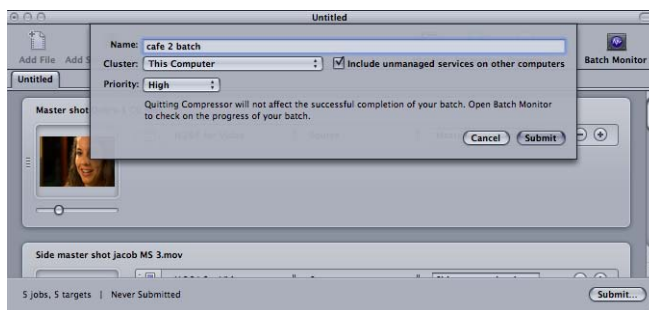 Untitled
Name: cafe 2 batch
Add File Add S
Cluster: This Computer Include unmanaged services on other computers
Batch Monitor
Untitled
Priority: High
Quitting Compressor will not affect the successful completion of your batch. Open Batch Monitor
to check on the progress of your batch.
Master shot
Cancel Submit
Side master shot jacob MS 3.mov
5 jobs, 5 targets | Never Submitted
Submit...